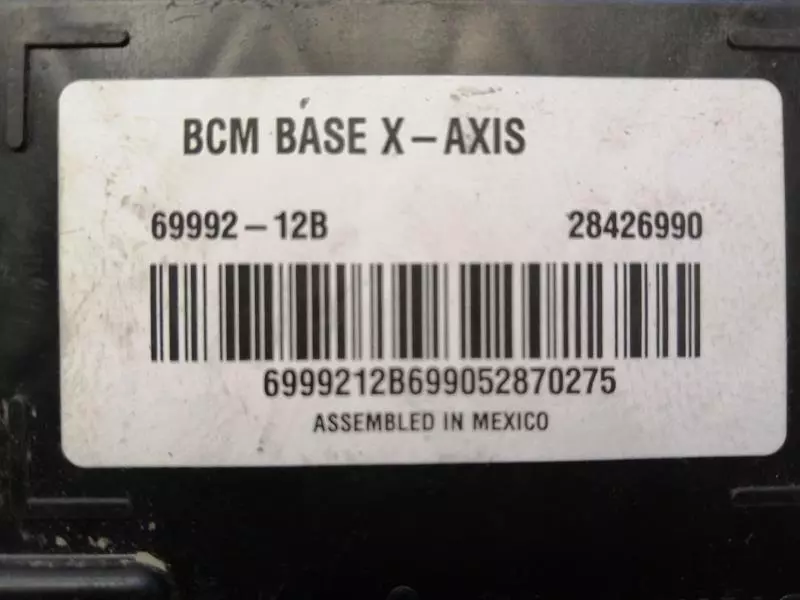 BCM BASE X-AXIS
69992-12B 28426990
6999212B699052870275
ASSEMBLED IN MEXICO